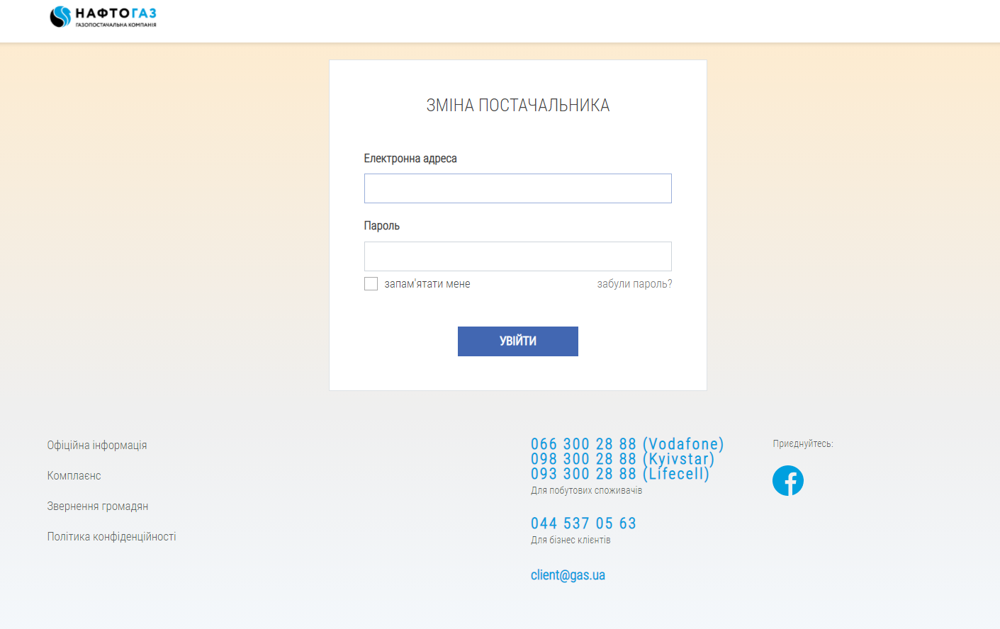 НАФТОГАЗ
ГАЗОПОСТАЧАЛЬНА КОМПАНІЯ
ЗМІНА ПОСТАЧАЛЬНИКА
Електронна адреса
Пароль
запам'ятати мене
забули пароль?
УВІЙТИ
Офіційна інформація
Комплаєнс
Звернення громадян
Політика конфіденційності
066 300 28 88 (Vodafone)
098 300 28 88 (Kyivstar)
093 300 28 88 (Lifecell)
Для побутових споживачів
044 537 05 63
Для бізнес клієнтів
client@gas.ua
Приєднуйтесь: